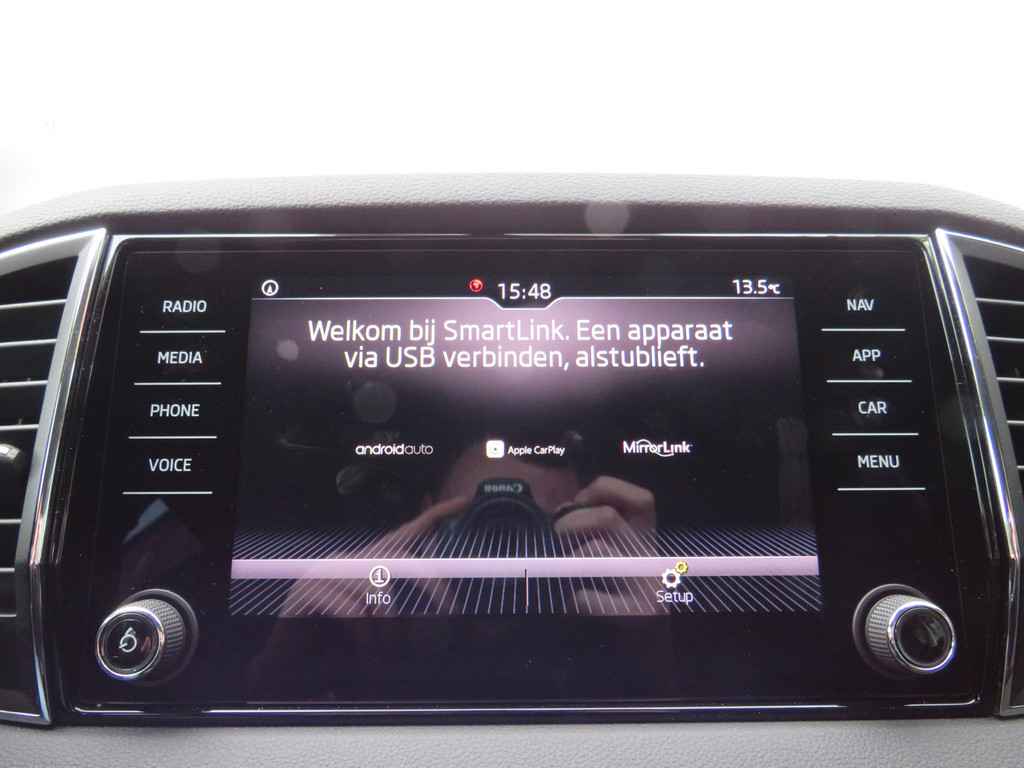 15:48
13.5°C
RADIO
MEDIA
PHONE
VOICE
Welkom bij SmartLink. Een apparaat
via USB verbinden, alstublieft.
androidauto
Apple CarPlay
MirrorLink
Info
Setup
NAV
APP
CAR
MENU
Canon